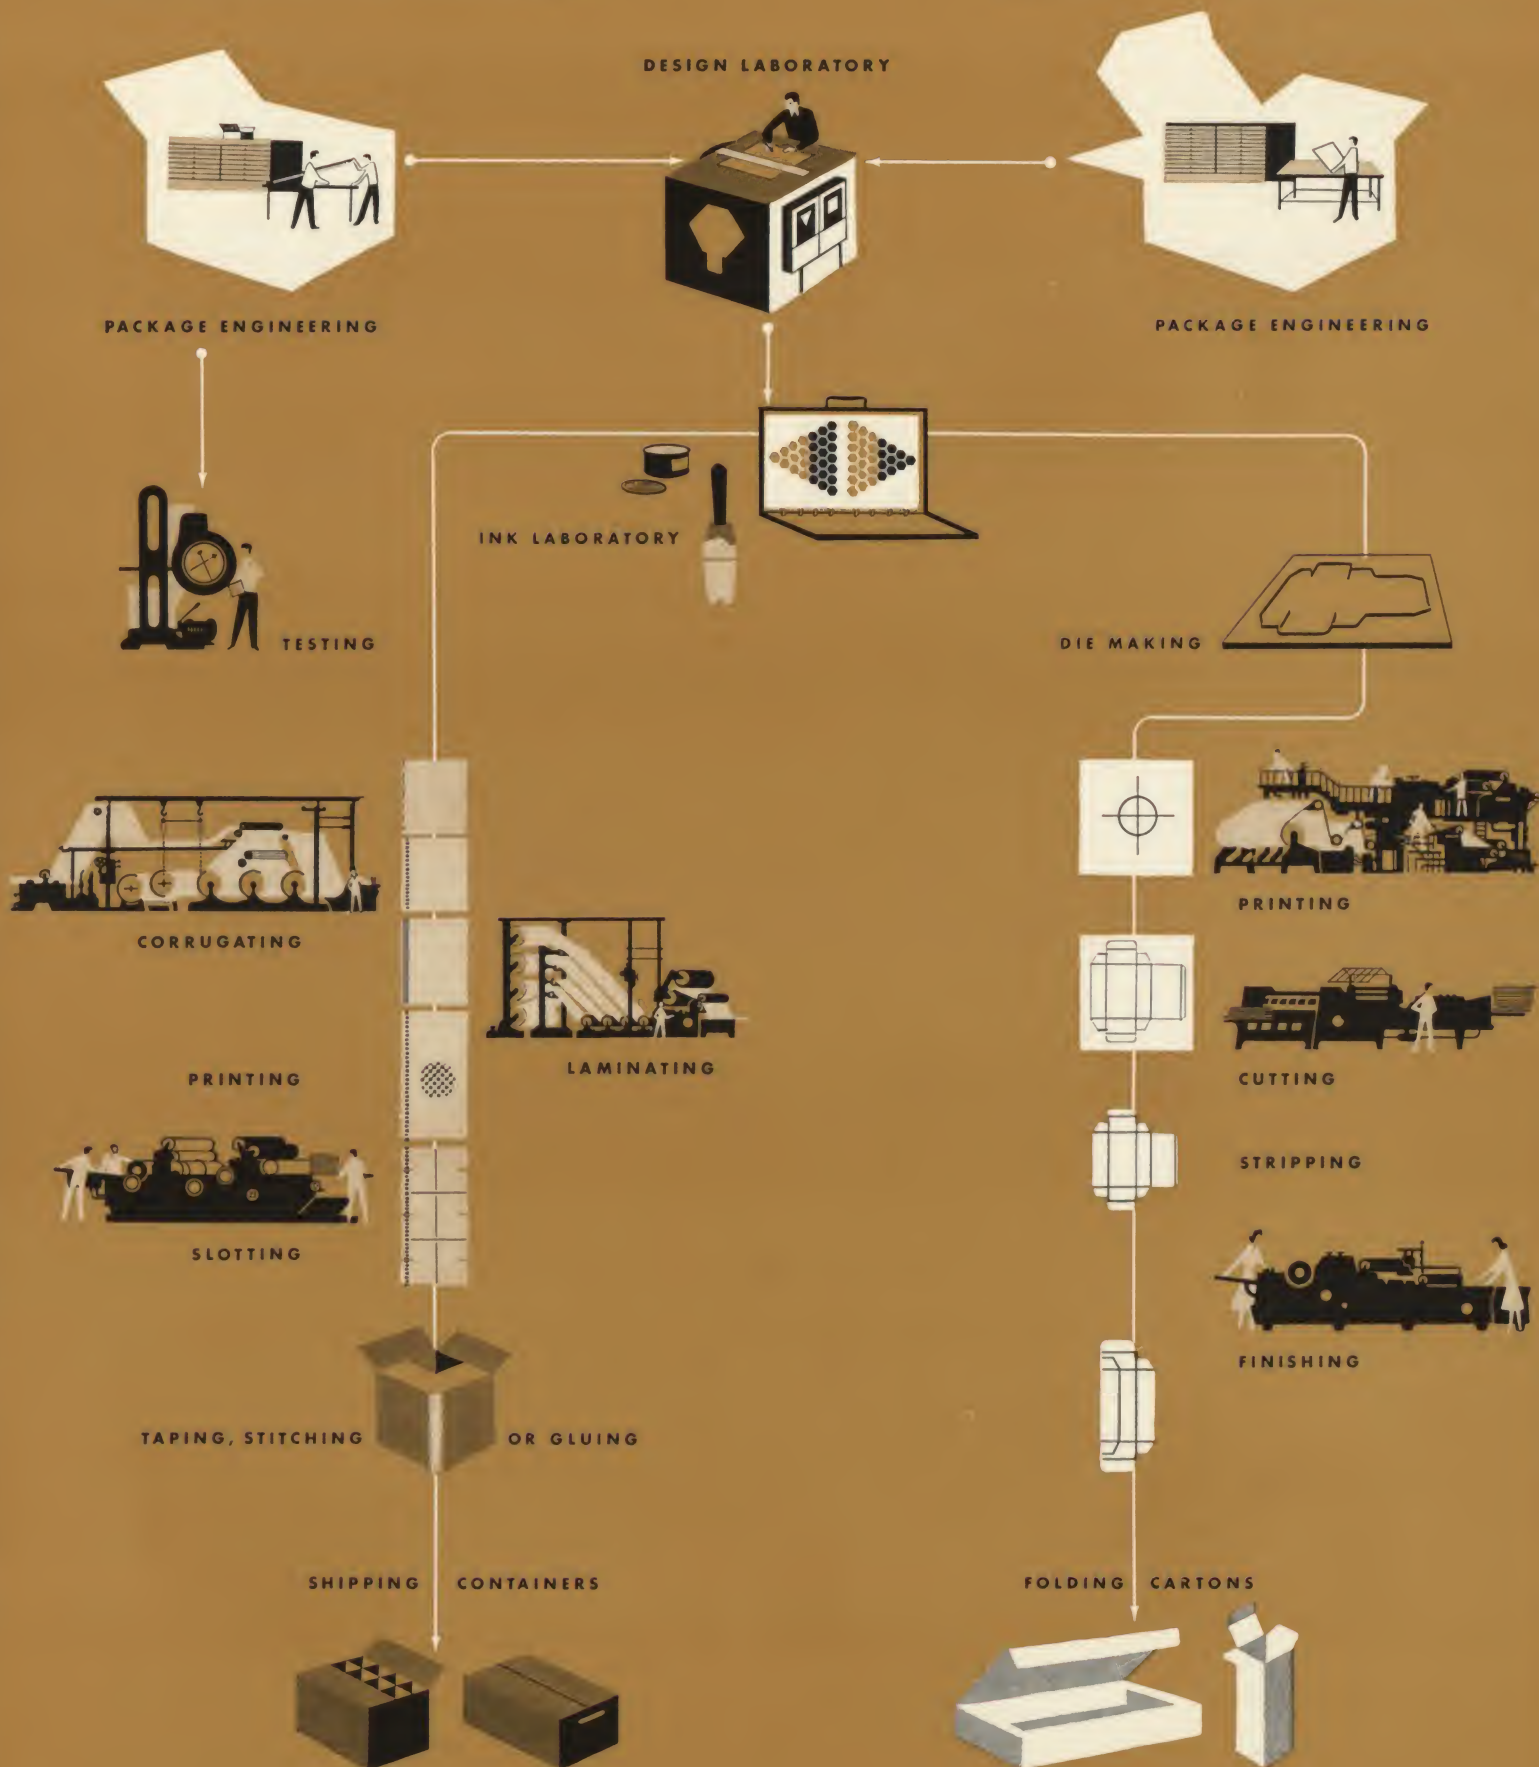 DESIGN LABORATORY
PACKAGE ENGINEERING
PACKAGE ENGINEERING
INK LABORATORY
TESTING
DIE MAKING
PRINTING
CORRUGATING
LAMINATING
PRINTING
CUTTING
STRIPPING
SLOTTING
FINISHING
TAPING, STITCHING OR GLUING
SHIPPING CONTAINERS
FOLDING CARTONS